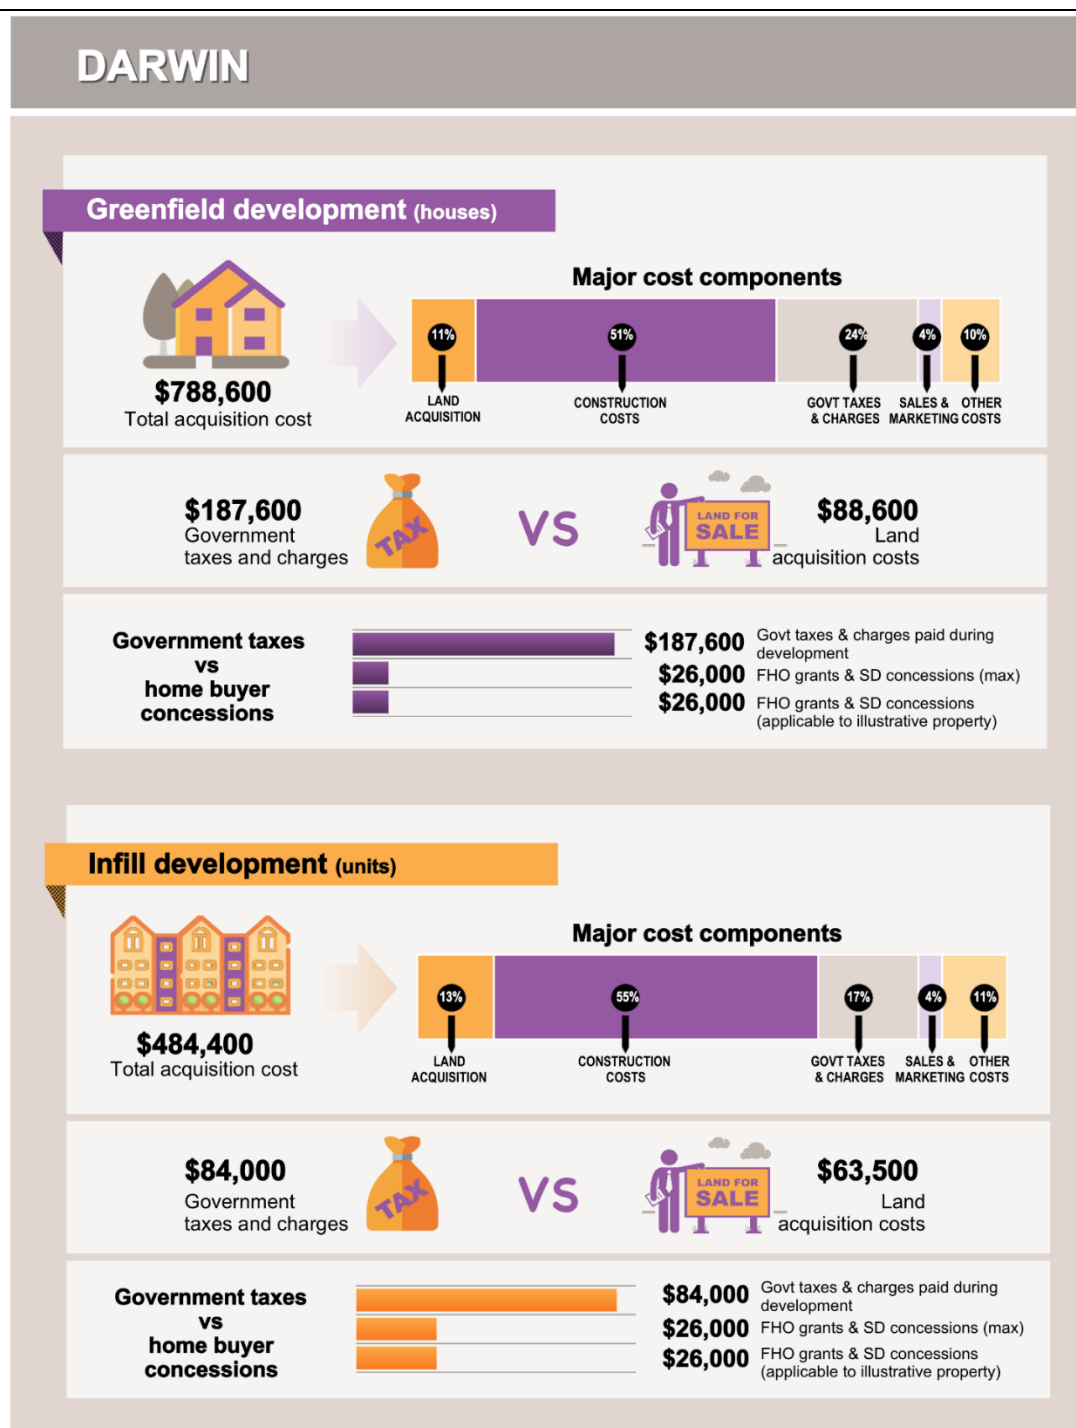 DARWIN
Greenfield development (houses)
$788,600
Total acquisition cost
Major cost components
11%
51%
24%
4%
10%
LAND
ACQUISITION
CONSTRUCTION
COSTS
GOVT TAXES
& CHARGES
SALES &
MARKETING
OTHER
COSTS
$187,600
Government
taxes and charges
TAX
VS
LAND FOR
SALE
$88,600
Land
acquisition costs
Government taxes
vs
home buyer
concessions
$187,600
Govt taxes & charges paid during
development
$26,000
FHO grants & SD concessions (max)
$26,000
FHO grants & SD concessions
(applicable to illustrative property)
Infill development (units)
$484,400
Total acquisition cost
Major cost components
13%
55%
17%
4%
11%
LAND
ACQUISITION
CONSTRUCTION
COSTS
GOVT TAXES
& CHARGES
SALES &
MARKETING
OTHER
COSTS
$84,000
Government
taxes and charges
TAX
VS
LAND FOR
SALE
$63,500
Land
acquisition costs
Government taxes
vs
home buyer
concessions
$84,000
Govt taxes & charges paid during
development
$26,000
FHO grants & SD concessions (max)
$26,000
FHO grants & SD concessions
(applicable to illustrative property)